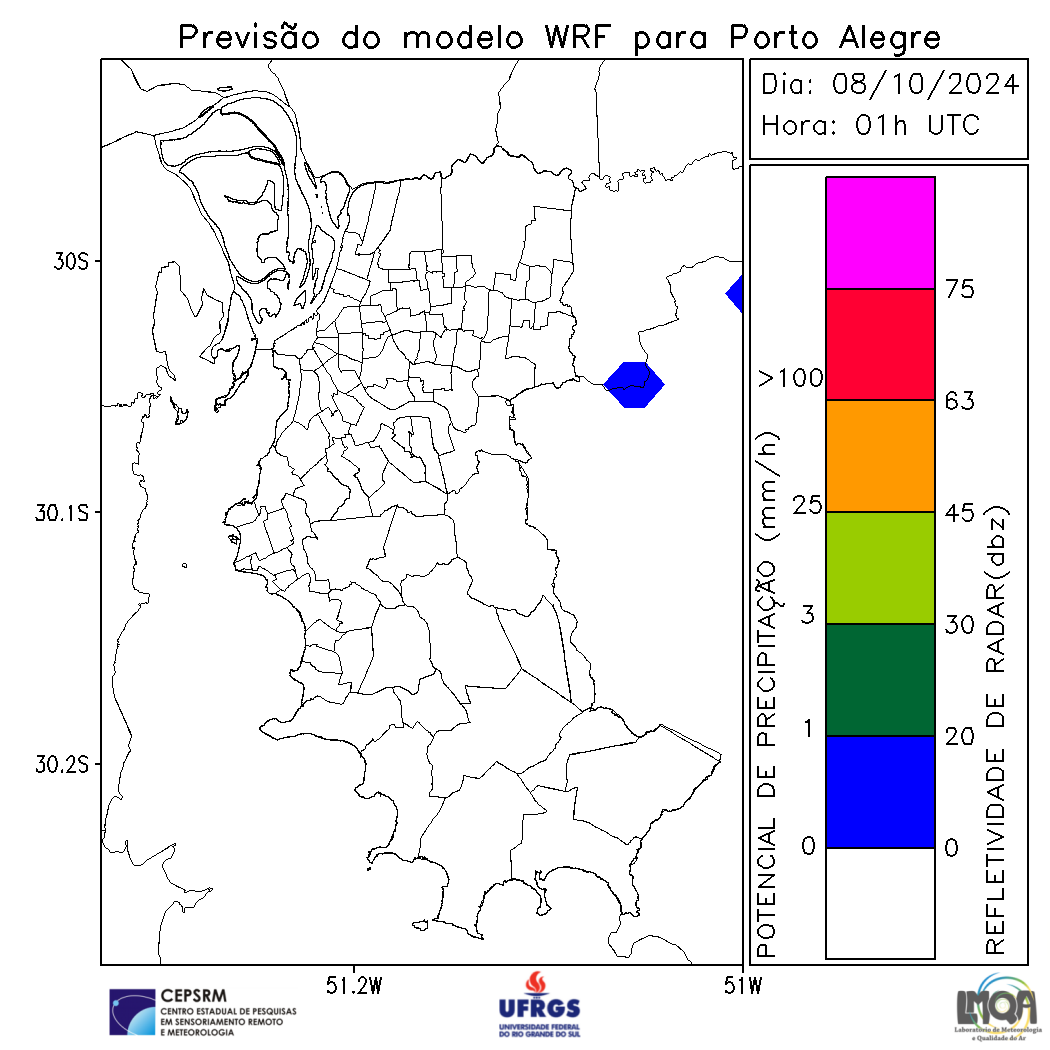 Previsão do modelo WRF para Porto Alegre
Dia: 08/10/2024
Hora: 01h UTC
30S
30.1S
30.2S
51.2W
51W
POTENCIAL DE PRECIPITAÇÃO (mm/h)
>100
25
3
1
0
75
63
45
30
20
0
REFLETIVIDADE DE RADAR(dbz)
CEPSRM
CENTRO ESTADUAL DE PESQUISAS
EM SENSORIAMENTO REMOTO
E METEOROLOGIA
UFRGS
UNIVERSIDADE FEDERAL
DO RIO GRANDE DO SUL
LMQA
Laboratório de Meteorologia
e Qualidade do Ar